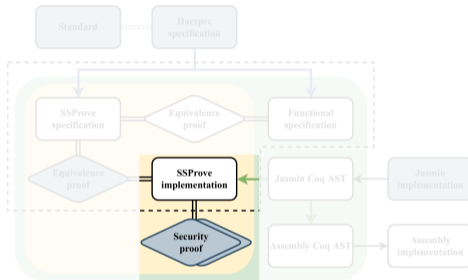 Standard
Hacspec
specification
SSProve
specification
Equivalence
proof
Functional
specification
Equivalence
proof
SSProve
implementation
Jasmin Coq AST
Jasmin
implementation
Security
proof
Assembly Coq AST
Assembly
implementation